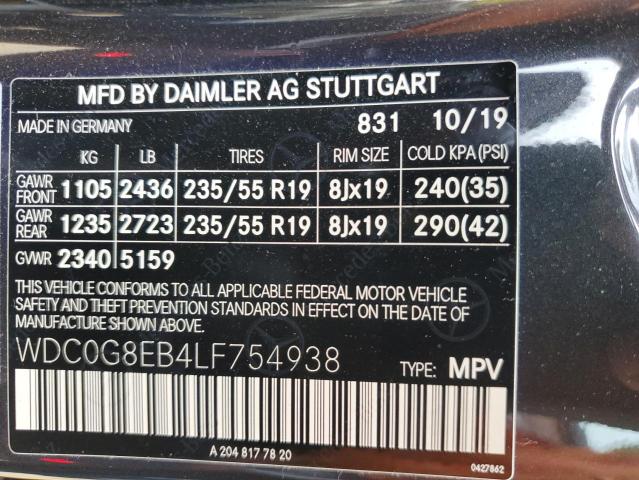 MFD BY DAIMLER AG STUTTGART
MADE IN GERMANY 831 10/19
KG LB TIRES RIM SIZE COLD KPA(PSI)
GAWR FRONT 1105 2436 235/55 R19 8Jx19 240(35)
GAWR REAR 1235 2723 235/55 R19 8Jx19 290(42)
GVWR 2340 5159
THIS VEHICLE CONFORMS TO ALL APPLICABLE FEDERAL MOTOR VEHICLE
SAFETY AND THEFT PREVENTION STANDARDS IN EFFECT ON THE DATE
OF MANUFACTURE SHOWN ABOVE.
WDC0G8EB4LF754938
TYPE: MPV
A 204 817 78 20
0427862